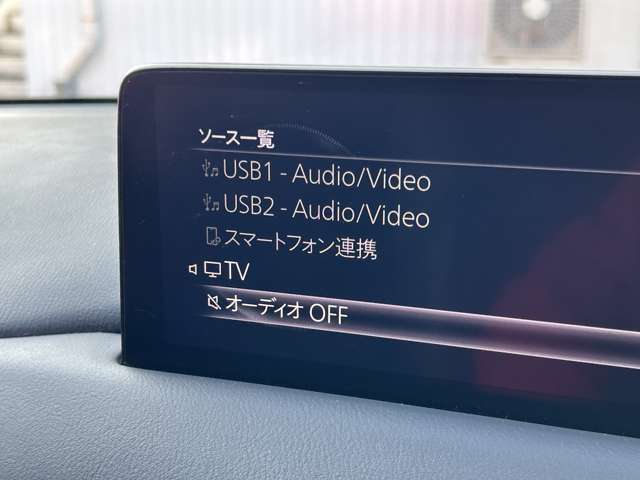 ソース一覧
USB1 - Audio/Video
USB2 - Audio/Video
スマートフォン連携
TV
オーディオ OFF